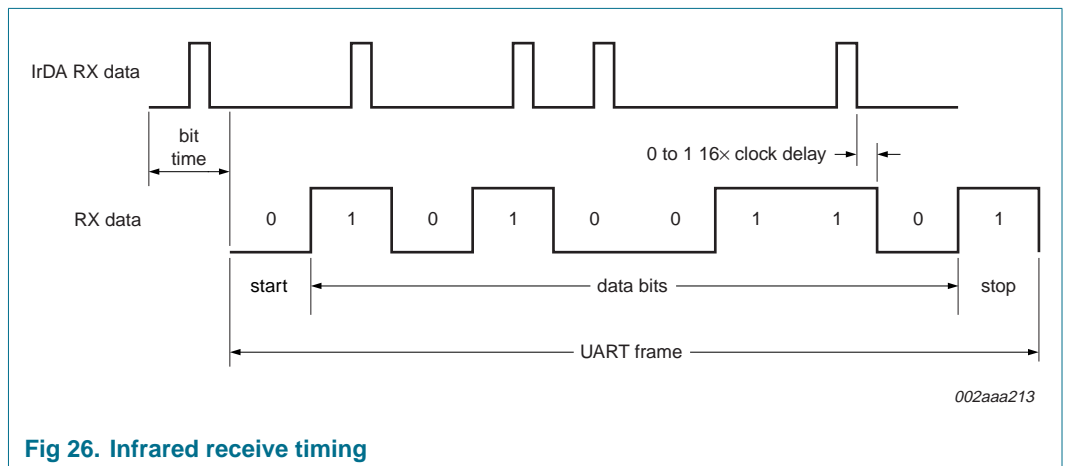 IrDA RX data
bit
time
0 to 1 16× clock delay
RX data
0 1 0 1 0 0 1 1 0 1
start
data bits
stop
UART frame
002aaa213
Fig 26. Infrared receive timing